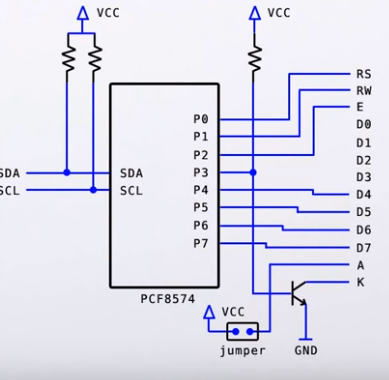 VCC
VCC
RS
RW
E
D0
D1
D2
D3
D4
D5
D6
D7
A
K
P0
P1
P2
P3
P4
P5
P6
P7
SDA
SCL
SDA
SCL
PCF8574
VCC
jumper
GND